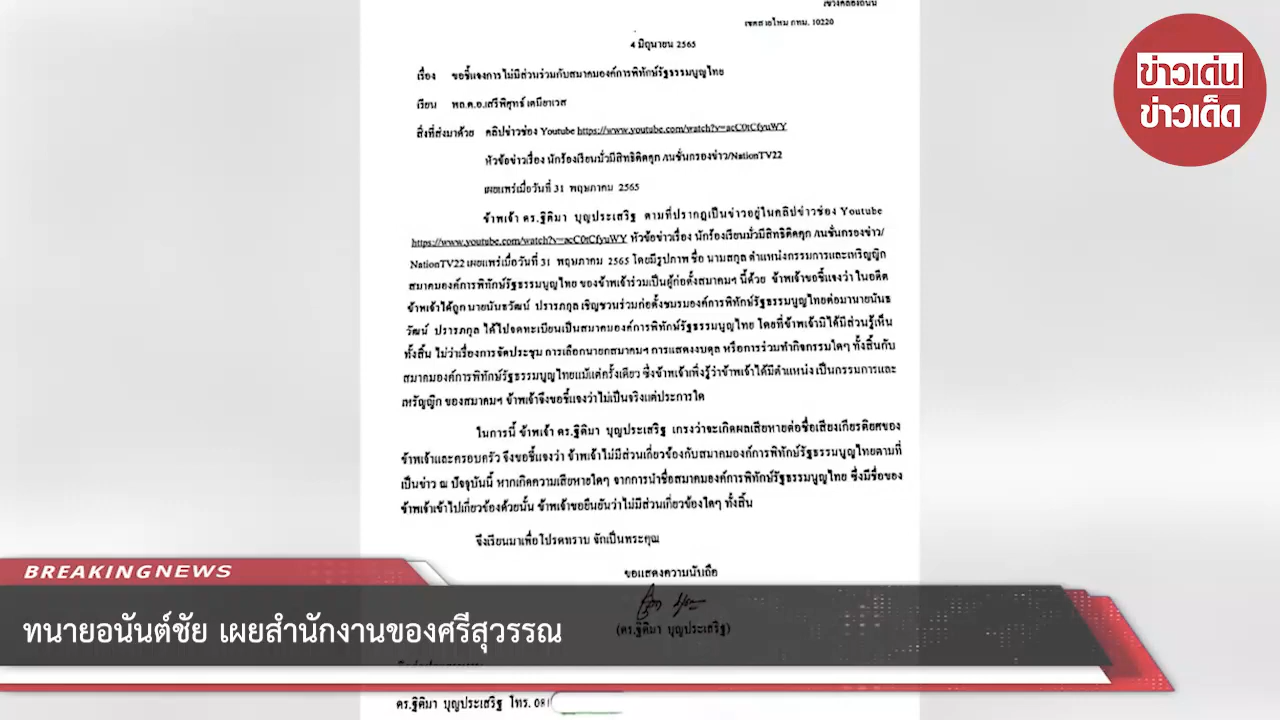 แขวงคลองถนน
เขตสายไหม กทม. 10220
4 มิถุนายน 2565
เรื่อง ขอชี้แจงการไม่มีส่วนร่วมกับสมาคมองค์การพิทักษ์รัฐธรรมนูญไทย
เรียน พล.ต.อ.เสรีพิศุทธ์ เตมียาเวส
สิ่งที่ส่งมาด้วย คลิปข่าวช่อง Youtube https://www.youtube.com/watch?v=acC0tCfyuWY
หัวข้อข่าวเรื่อง นักร้องเรียนมั่วมีสิทธิติดคุก /เนชั่นกรองข่าว/NationTV22
เผยแพร่เมื่อวันที่ 31 พฤษภาคม 2565
ข้าพเจ้า ดร.ฐิติมา บุญประเสริฐ ตามที่ปรากฏเป็นข่าวอยู่ในคลิปข่าวช่อง Youtube
https://www.youtube.com/watch?v=acC0tCfyuWY หัวข้อข่าวเรื่อง นักร้องเรียนมั่วมีสิทธิติดคุก /เนชั่นกรองข่าว/
NationTV22 เผยแพร่เมื่อวันที่ 31 พฤษภาคม 2565 โดยมีรูปภาพ ชื่อ นามสกุล ตำแหน่งกรรมการและเหรัญญิก
สมาคมองค์การพิทักษ์รัฐธรรมนูญไทย ของข้าพเจ้าร่วมเป็นผู้ก่อตั้งสมาคมฯ นี้ด้วย ข้าพเจ้าขอชี้แจงว่า ในอดีต
ข้าพเจ้าได้ถูก นายนันธวัฒน์ ปรารภกุล เชิญชวนร่วมก่อตั้งชมรมองค์การพิทักษ์รัฐธรรมนูญไทยต่อมานายนันธ
วัฒน์ ปรารภกุล ได้ไปจดทะเบียนเป็นสมาคมองค์การพิทักษ์รัฐธรรมนูญไทย โดยที่ข้าพเจ้ามิได้มีส่วนรู้เห็น
ทั้งสิ้น ไม่ว่าเรื่องการจัดประชุม การเลือกนายกสมาคมฯ การแสดงงบดุล หรือการร่วมทำกิจกรรมใดๆ ทั้งสิ้นกับ
สมาคมองค์การพิทักษ์รัฐธรรมนูญไทยแม้แต่ครั้งเดียว ซึ่งข้าพเจ้าเพิ่งรู้ว่าข้าพเจ้าได้มีตำแหน่ง เป็นกรรมการและ
เหรัญญิก ของสมาคมฯ ข้าพเจ้าจึงขอชี้แจงว่าไม่เป็นจริงแต่ประการใด
ในการนี้ ข้าพเจ้า ดร.ฐิติมา บุญประเสริฐ เกรงว่าจะเกิดผลเสียหายต่อชื่อเสียงเกียรติยศของ
ข้าพเจ้าและครอบครัว จึงขอชี้แจงว่า ข้าพเจ้าไม่มีส่วนเกี่ยวข้องกับสมาคมองค์การพิทักษ์รัฐธรรมนูญไทยตามที่
เป็นข่าว ณ ปัจจุบันนี้ หากเกิดความเสียหายใดๆ จากการนำชื่อสมาคมองค์การพิทักษ์รัฐธรรมนูญไทย ซึ่งมีชื่อของ
ข้าพเจ้าเข้าไปเกี่ยวข้องด้วยนั้น ข้าพเจ้าขอยืนยันว่าไม่มีส่วนเกี่ยวข้องใดๆ ทั้งสิ้น
จึงเรียนมาเพื่อโปรดทราบ จักเป็นพระคุณ
ขอแสดงความนับถือ
(ดร.ฐิติมา บุญประเสริฐ)
ดร.ฐิติมา บุญประเสริฐ โทร. 081
ข่าวเด่น
ข่าวเด็ด
BREAKINGNEWS
ทนายอนันต์ชัย เผยสำนักงานของศรีสุวรรณ